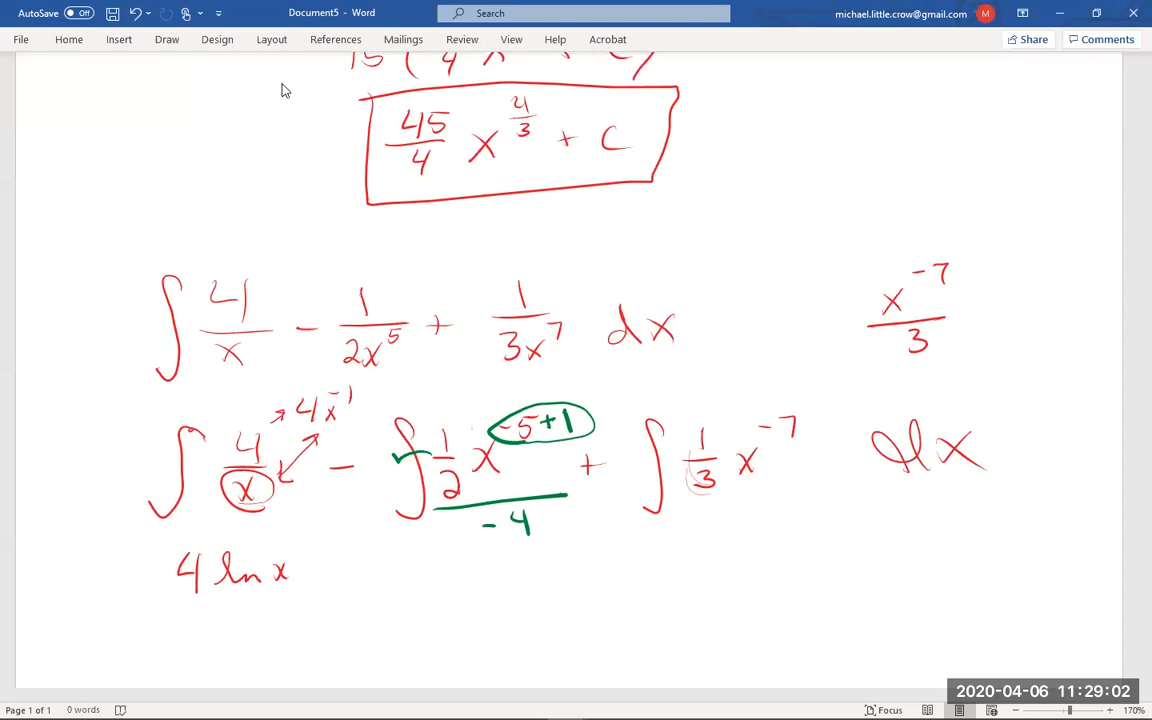 AutoSave Off Document5 - Word Search michael.little.crow@gmail.com M
File Home Insert Draw Design Layout References Mailings Review View Help Acrobat Share Comments
45/4 x^(4/3) + C
∫ 4/x - 1/(2x^5) + 1/(3x^7) dx
x^(-7)/3
4x^(-1)
∫ 4/x - ∫ 1/2 x^(-5+1) / -4 + ∫ 1/3 x^(-7) dx
4 ln x
2020-04-06 11:29:02
Page 1 of 1 0 words Focus 170%